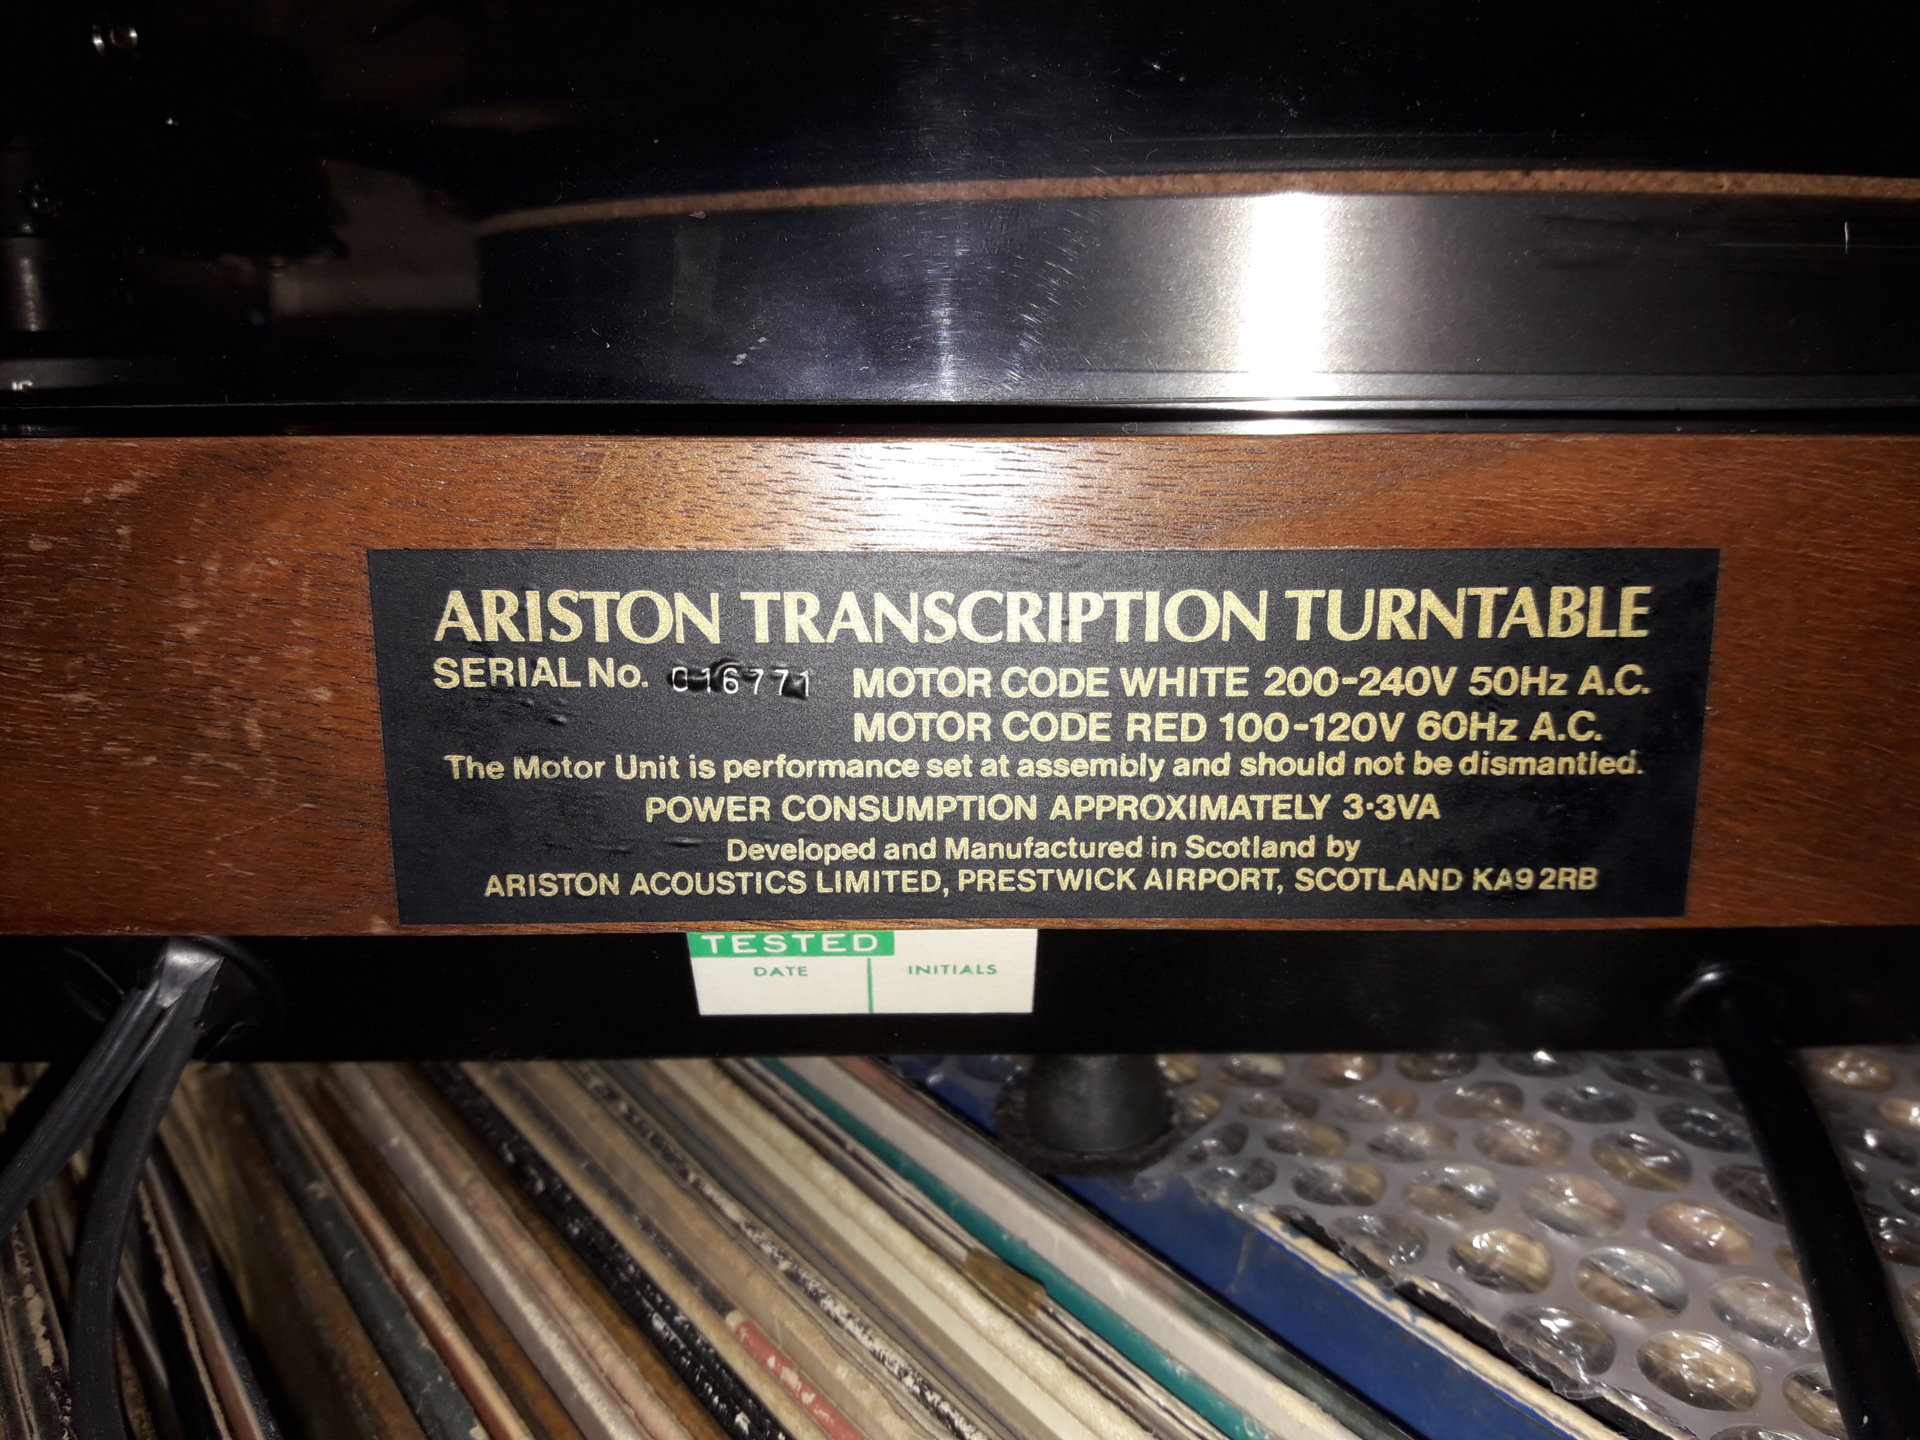 ARISTON TRANSCRIPTION TURNTABLE
SERIAL No. 016771 MOTOR CODE WHITE 200-240V 50Hz A.C.
MOTOR CODE RED 100-120V 60Hz A.C.
The Motor Unit is performance set at assembly and should not be dismantled.
POWER CONSUMPTION APPROXIMATELY 3·3VA
Developed and Manufactured in Scotland by
ARISTON ACOUSTICS LIMITED, PRESTWICK AIRPORT, SCOTLAND KA9 2RB
TESTED
DATE INITIALS